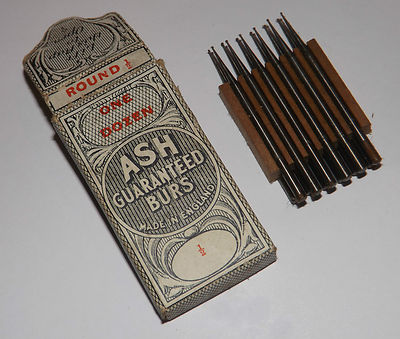 ROUND ½
ONE
DOZEN
ASH
GUARANTEED
BURS
MADE IN ENGLAND
½